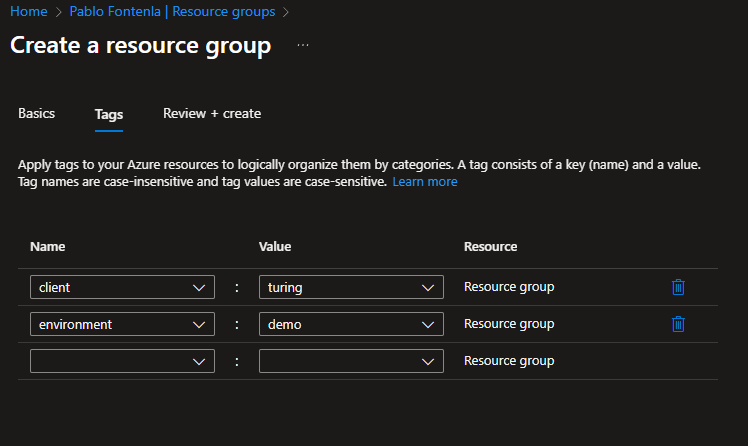 Home > Pablo Fontenla | Resource groups >
Create a resource group ...
Basics Tags Review + create
Apply tags to your Azure resources to logically organize them by categories. A tag consists of a key (name) and a value.
Tag names are case-insensitive and tag values are case-sensitive. Learn more
Name Value Resource
client : turing Resource group
environment : demo Resource group
: Resource group